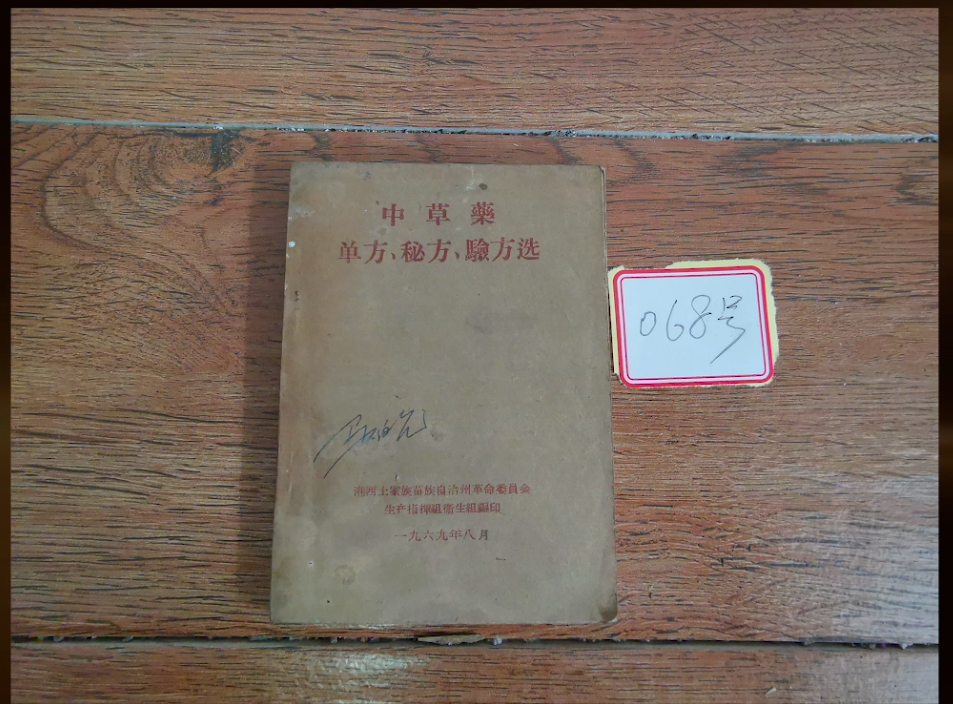 中草藥
单方、秘方、驗方选
湘西土家族苗族自治州革命委員会
生产指揮組衞生組編印
一九六九年八月
068号